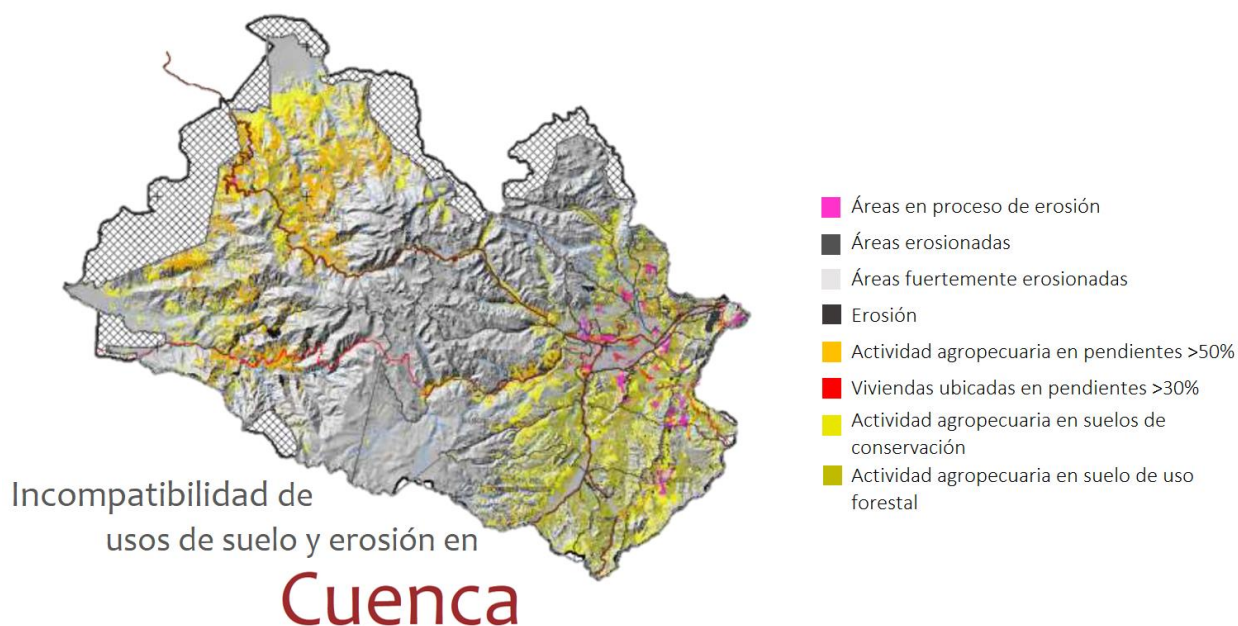 Áreas en proceso de erosión
Áreas erosionadas
Áreas fuertemente erosionadas
Erosión
Actividad agropecuaria en pendientes >50%
Viviendas ubicadas en pendientes >30%
Actividad agropecuaria en suelos de
conservación
Actividad agropecuaria en suelo de uso
forestal
Incompatibilidad de
usos de suelo y erosión en
Cuenca